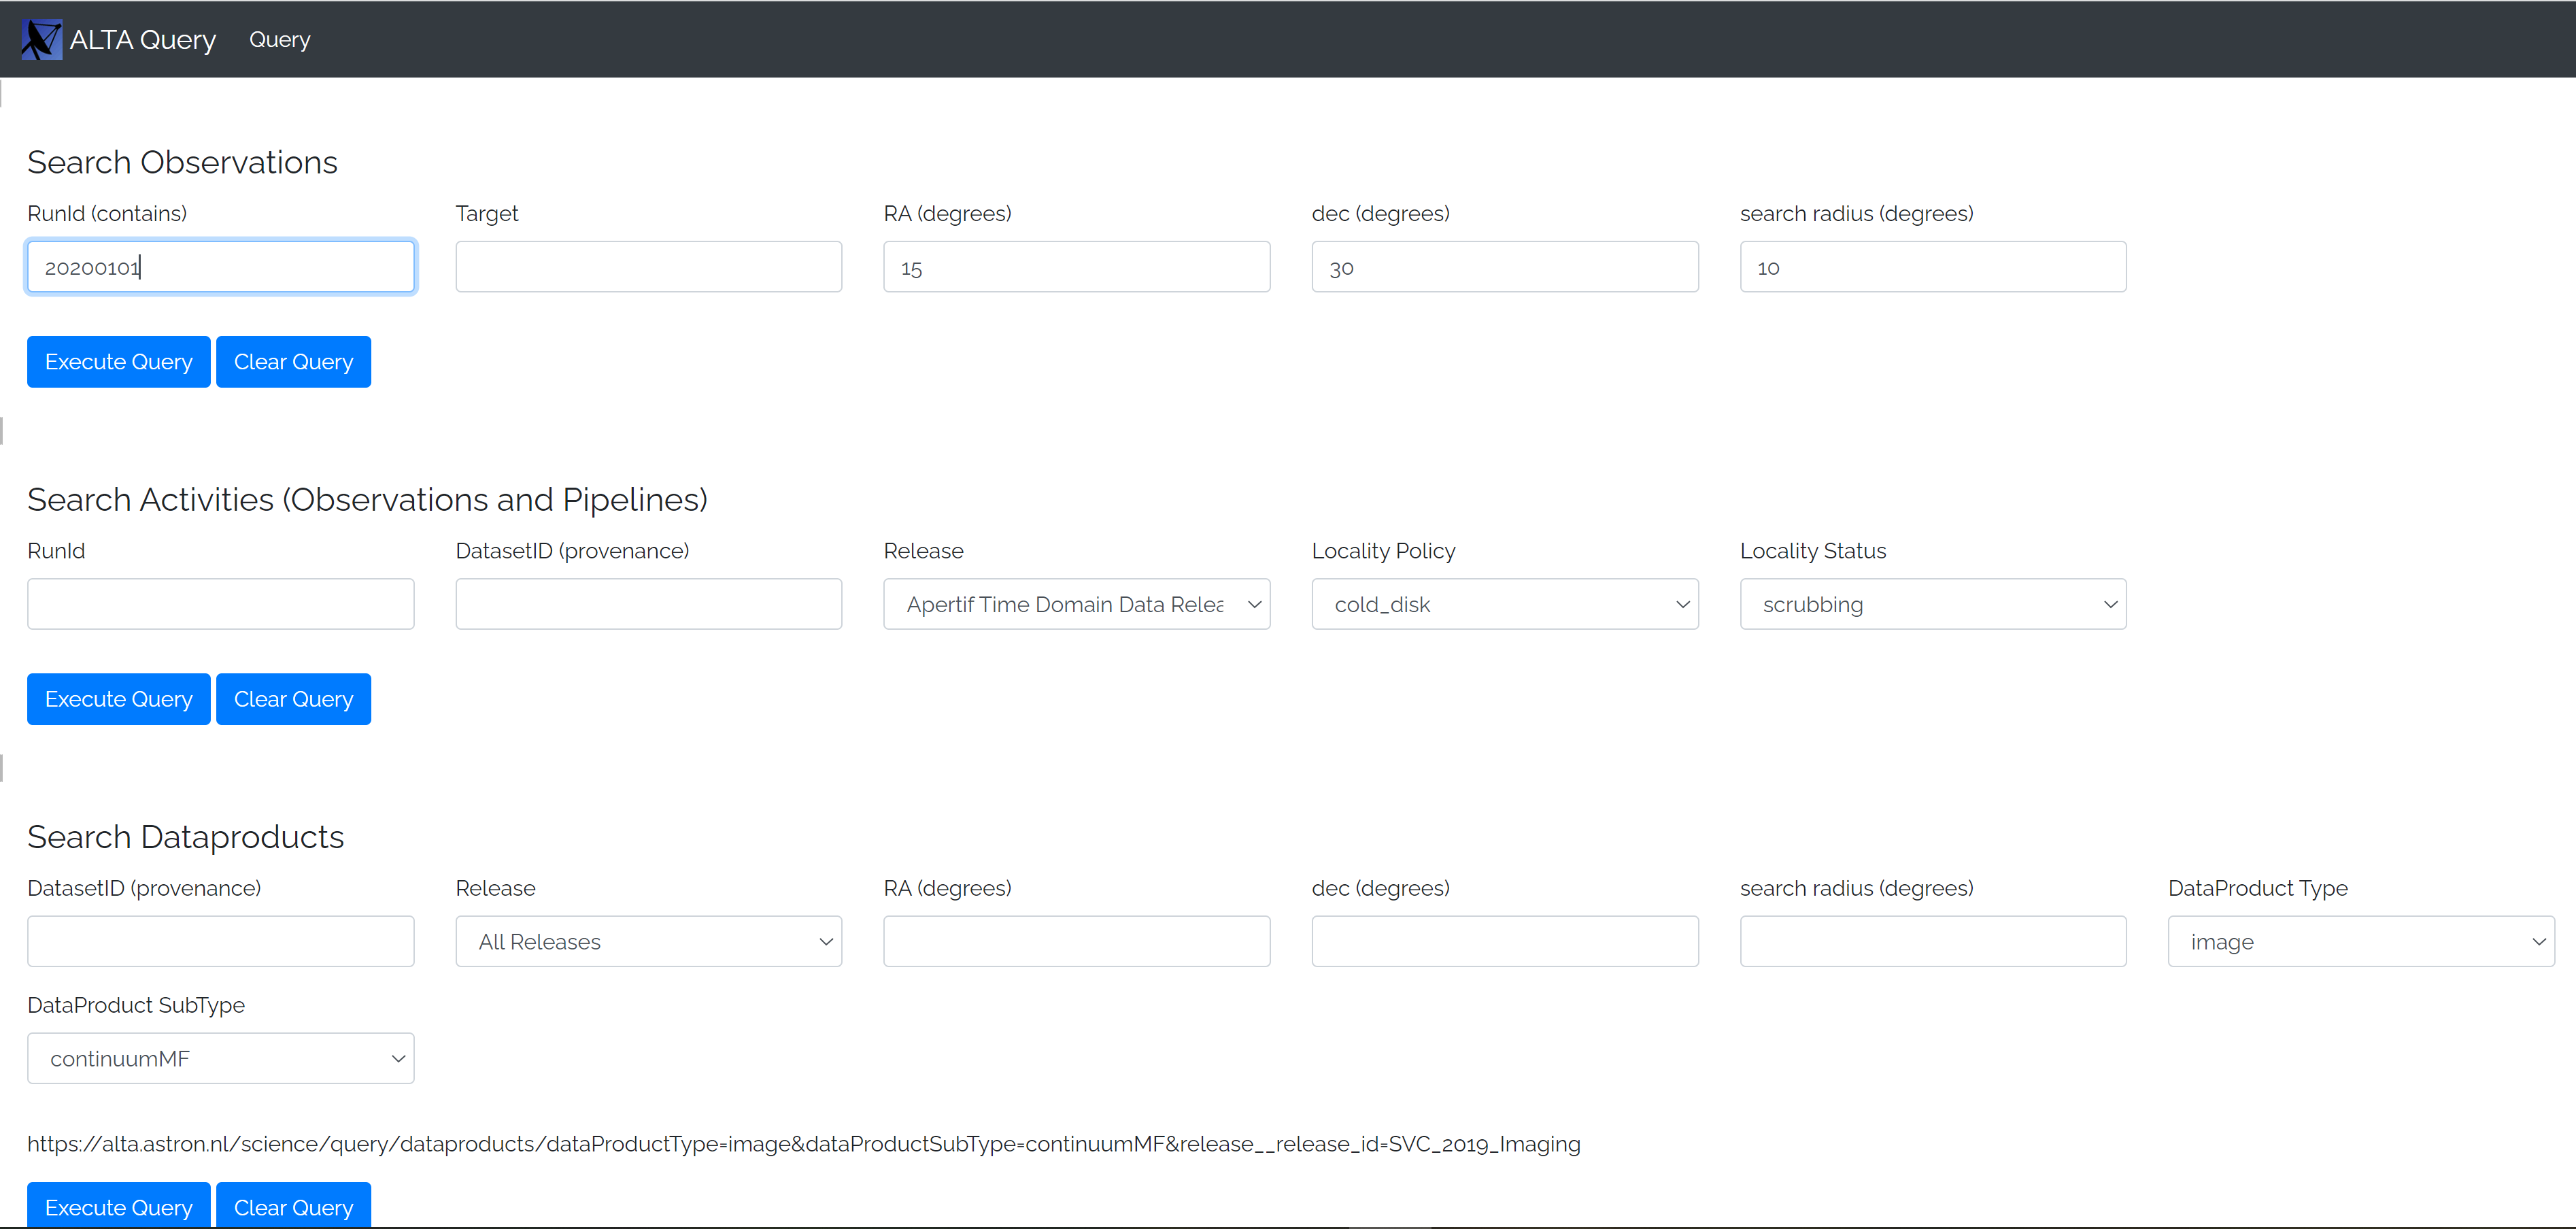 ALTA Query Query
Search Observations
RunId (contains) Target RA (degrees) dec (degrees) search radius (degrees)
20200101 15 30 10
Execute Query Clear Query
Search Activities (Observations and Pipelines)
RunId DatasetID (provenance) Release Locality Policy Locality Status
Apertif Time Domain Data Relea cold_disk scrubbing
Execute Query Clear Query
Search Dataproducts
DatasetID (provenance) Release RA (degrees) dec (degrees) search radius (degrees) DataProduct Type
All Releases image
DataProduct SubType
continuumMF
https://alta.astron.nl/science/query/dataproducts/dataProductType=image&dataProductSubType=continuumMF&release__release_id=SVC_2019_Imaging
Execute Query Clear Query